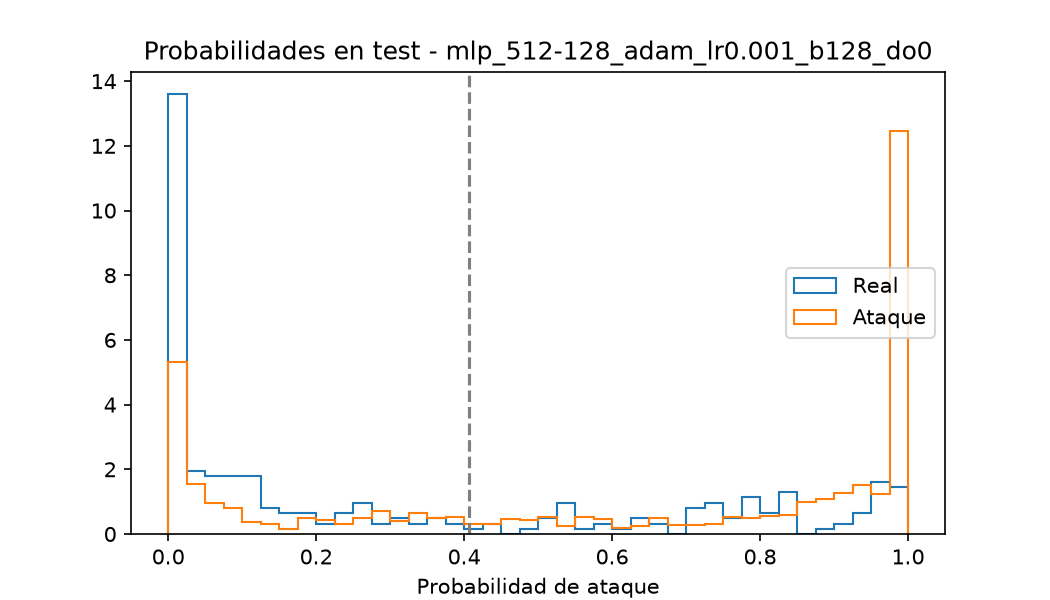 Probabilidades en test - mlp_512-128_adam_lr0.001_b128_do0
14
12
10
8
6
4
2
0
Real
Ataque
0.0 0.2 0.4 0.6 0.8 1.0
Probabilidad de ataque